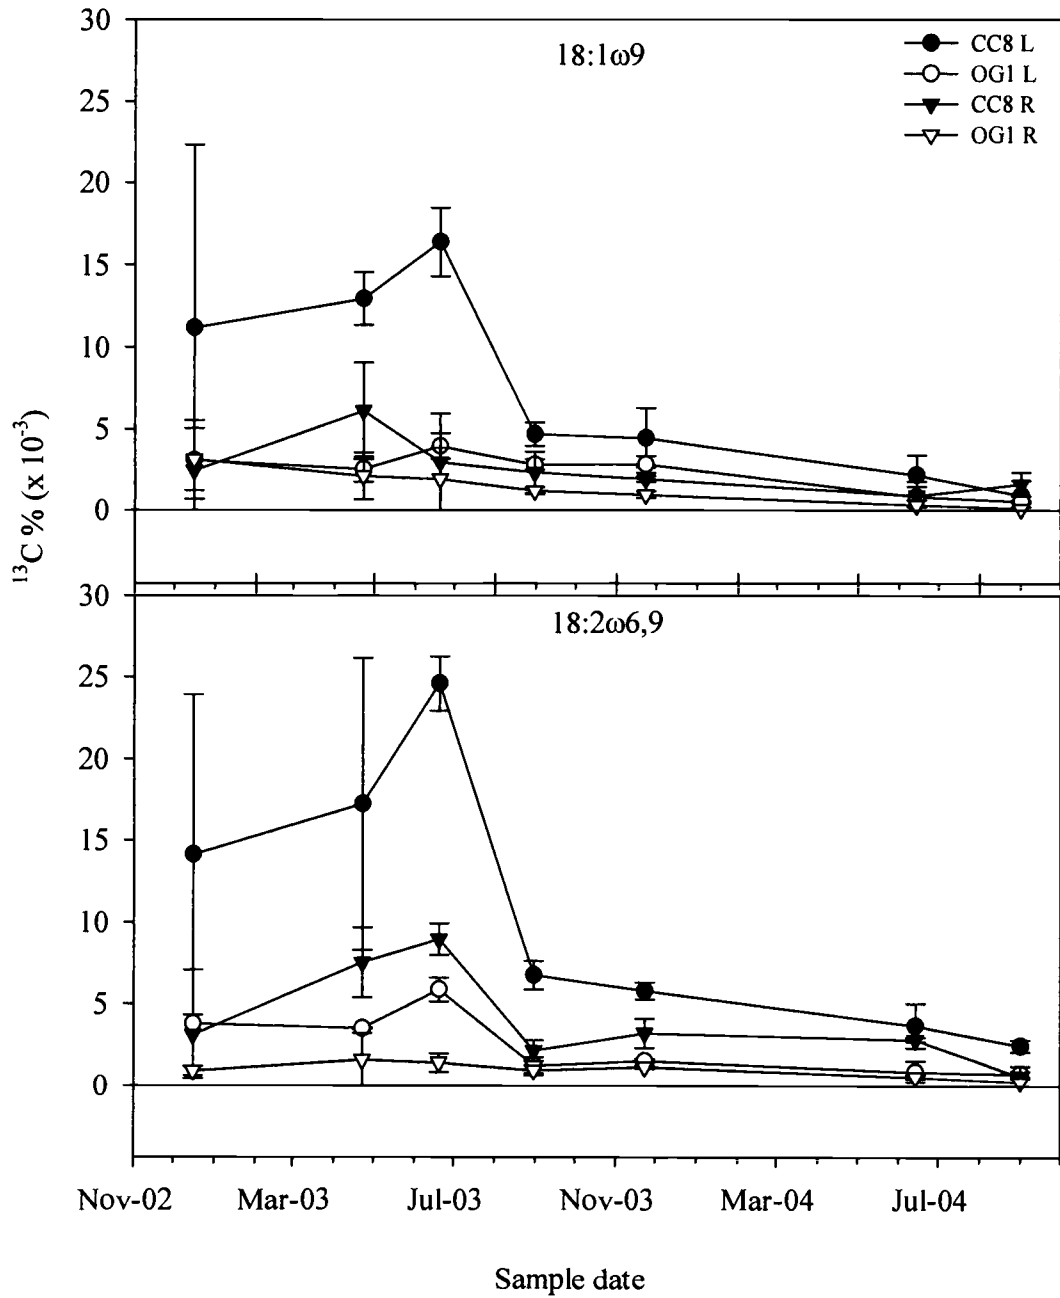 30
25
20
15
10
5
0
18:1ω9
CC8 L
OG1 L
CC8 R
OG1 R
¹³C % (x 10⁻³)
30
25
20
15
10
5
0
18:2ω6,9
Nov-02 Mar-03 Jul-03 Nov-03 Mar-04 Jul-04
Sample date